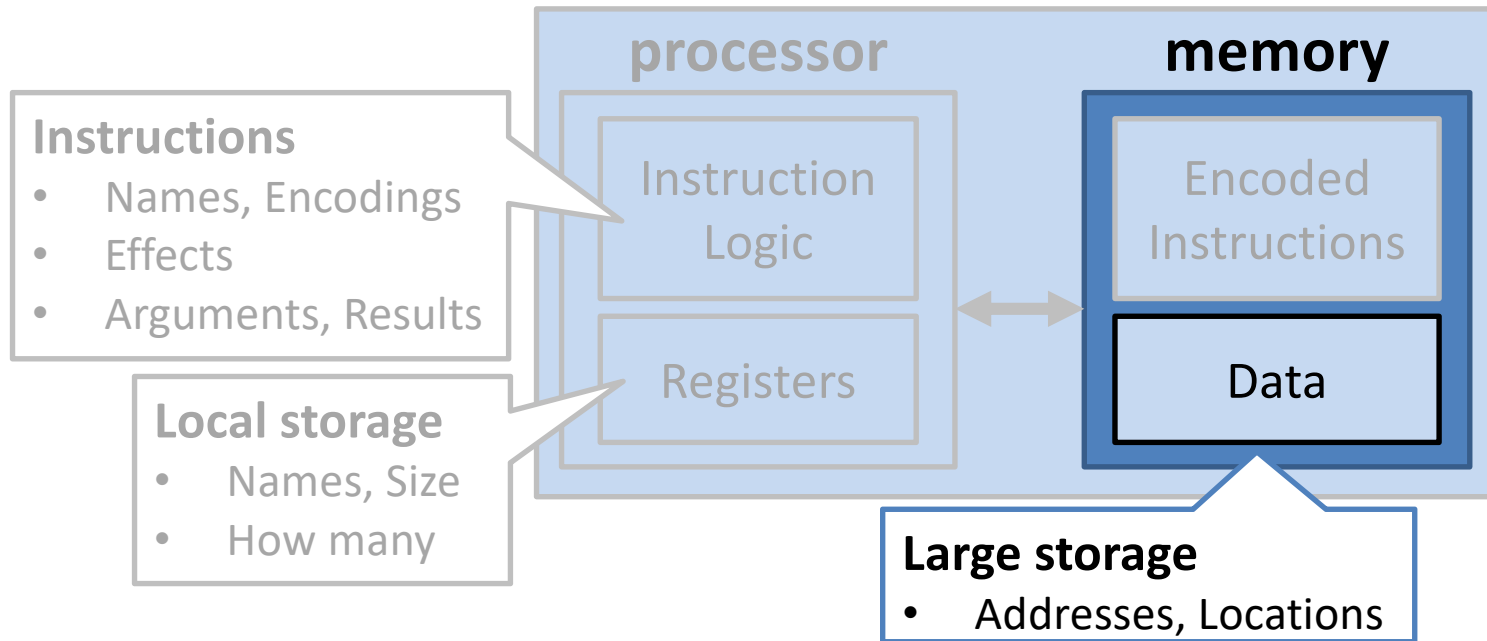 processor
memory
Instructions
• Names, Encodings
• Effects
• Arguments, Results
Instruction
Logic
Encoded
Instructions
Registers
Data
Local storage
• Names, Size
• How many
Large storage
• Addresses, Locations